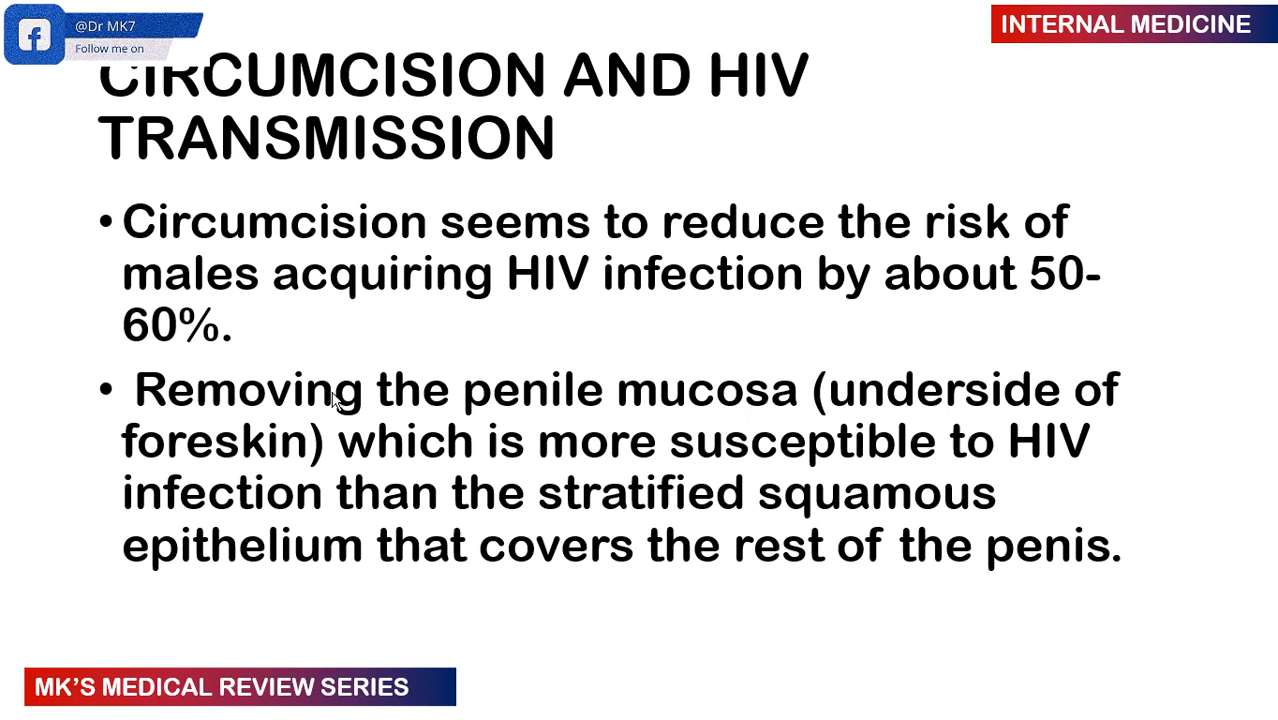 @Dr MK7
Follow me on
INTERNAL MEDICINE
CIRCUMCISION AND HIV
TRANSMISSION
• Circumcision seems to reduce the risk of
males acquiring HIV infection by about 50-
60%.
• Removing the penile mucosa (underside of
foreskin) which is more susceptible to HIV
infection than the stratified squamous
epithelium that covers the rest of the penis.
MK'S MEDICAL REVIEW SERIES